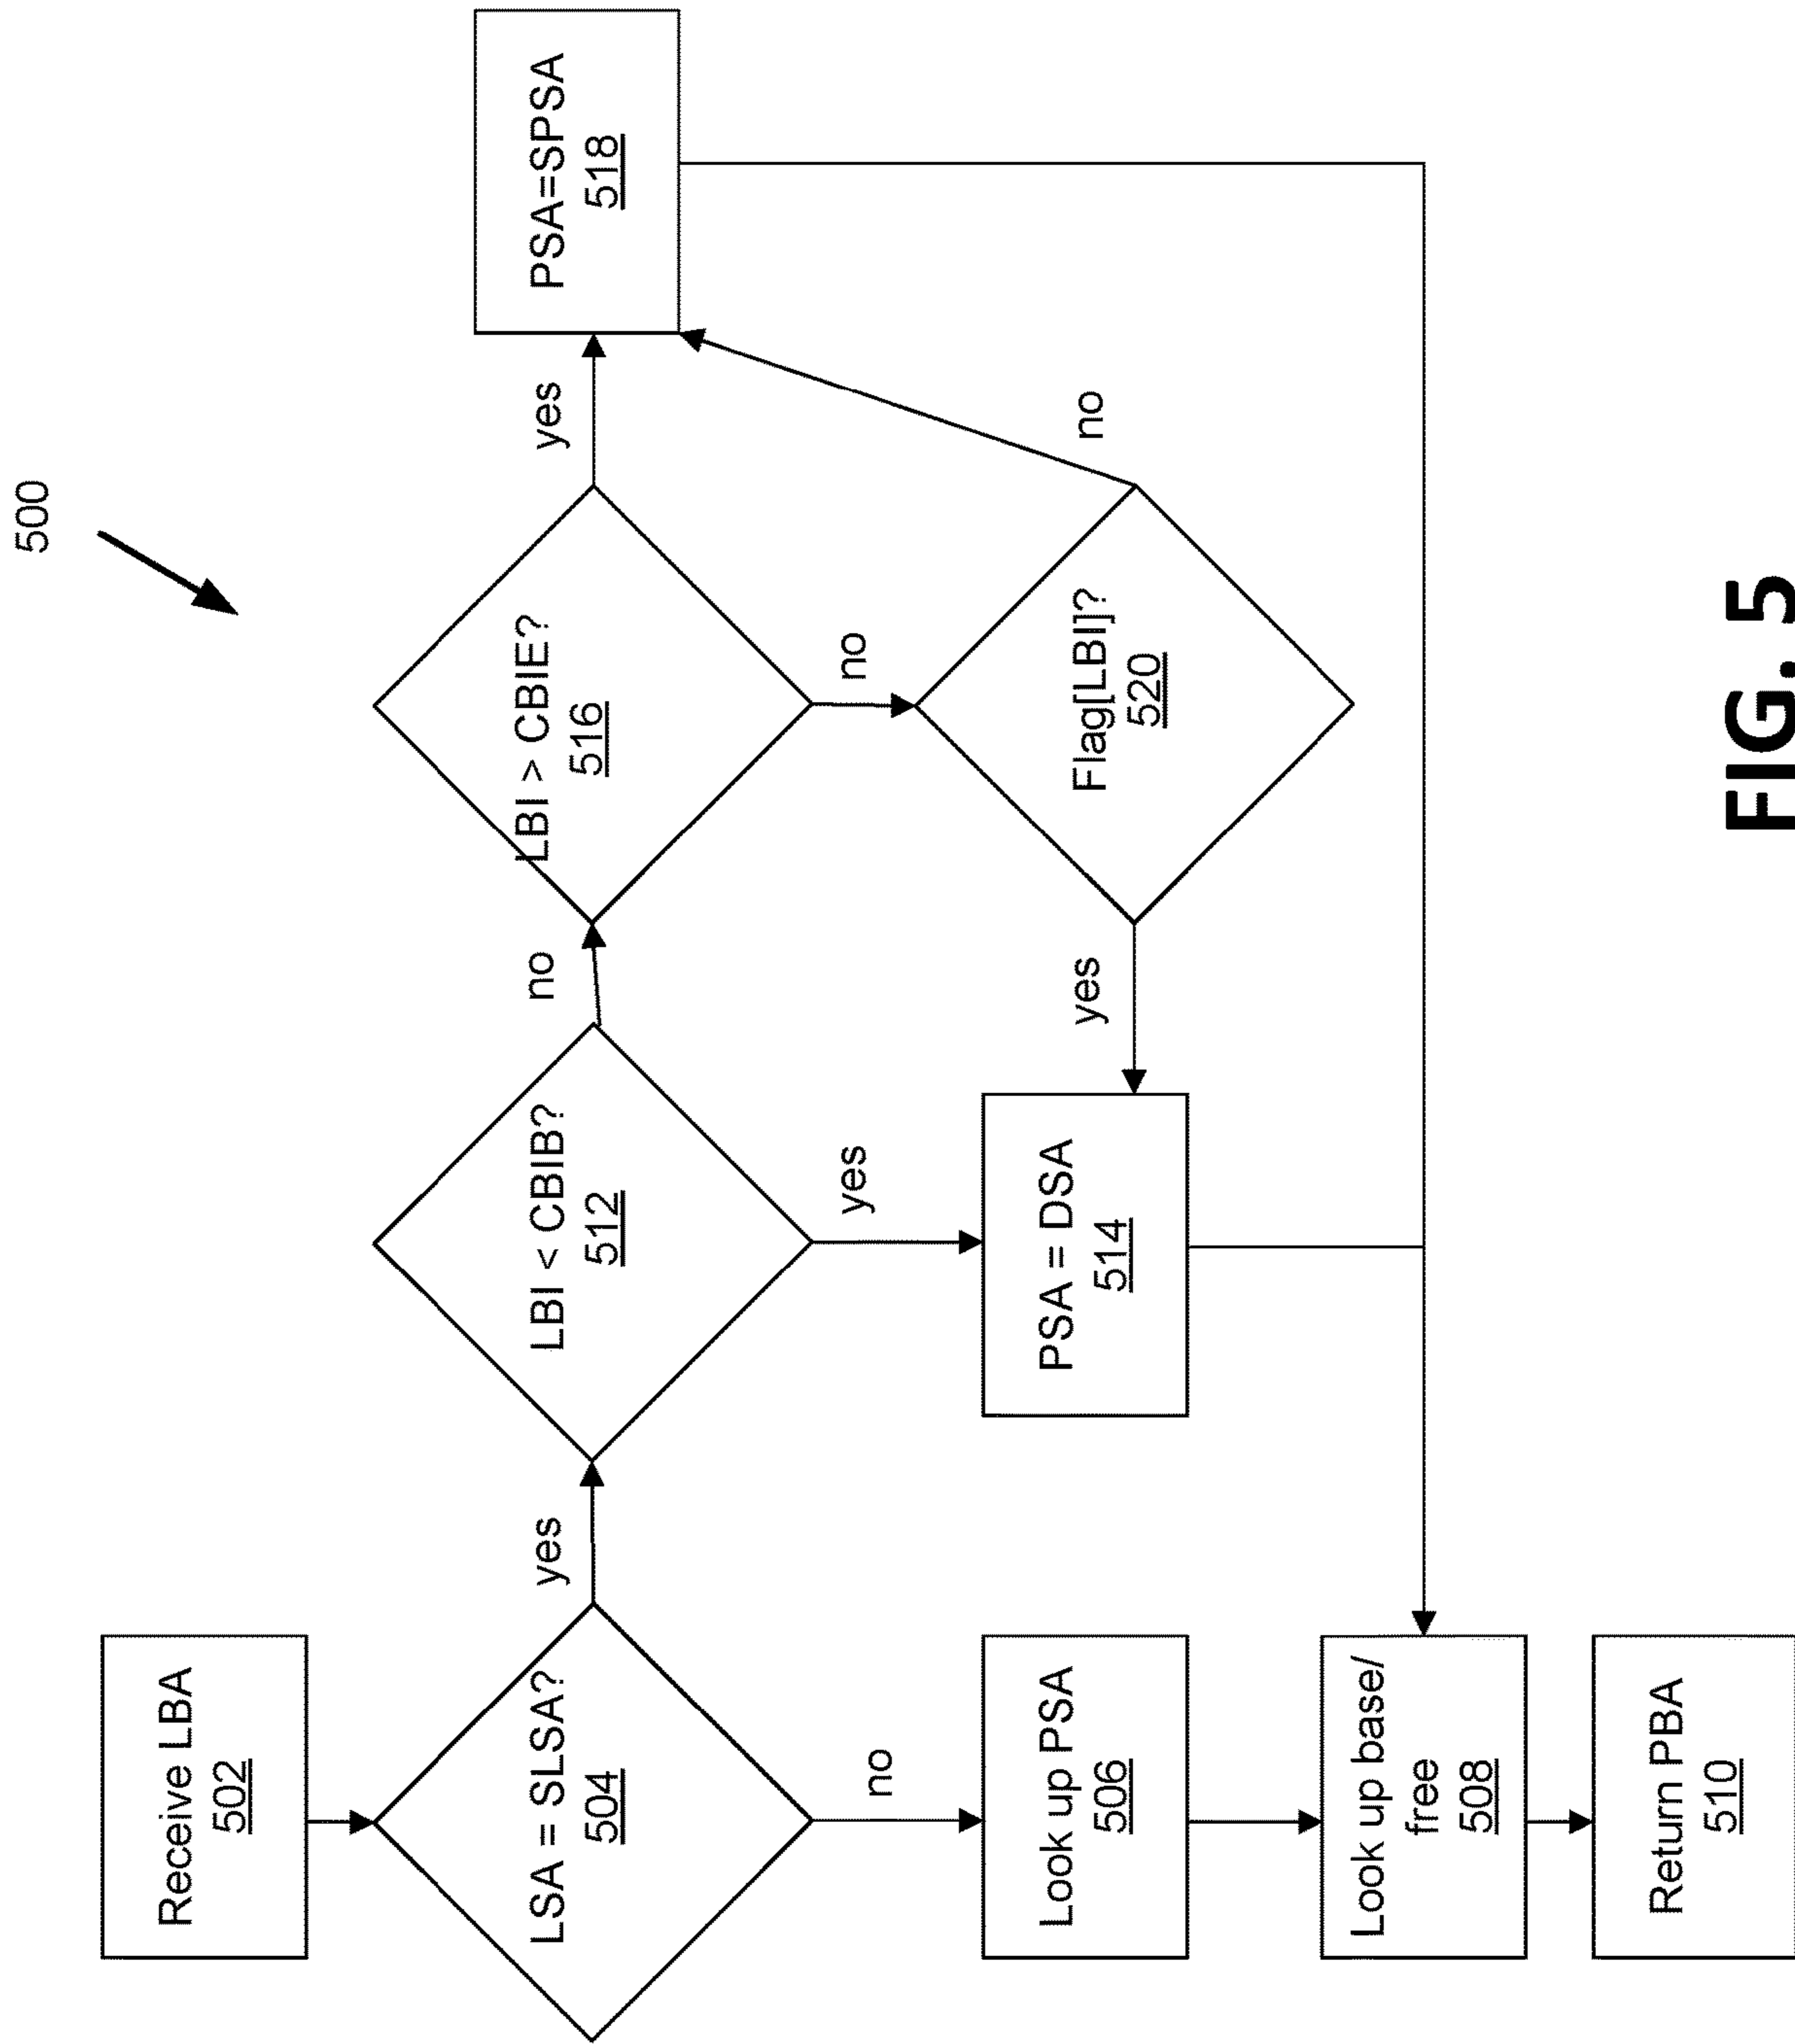 500
Receive LBA
502
LSA = SLSA?
504
yes
LBI < CBIB?
512
no
LBI > CBIE?
516
yes
PSA=SPSA
518
no
Look up PSA
506
yes
PSA = DSA
514
yes
no
Flag[LBI]?
520
no
Look up base/
free
508
Return PBA
510
FIG. 5